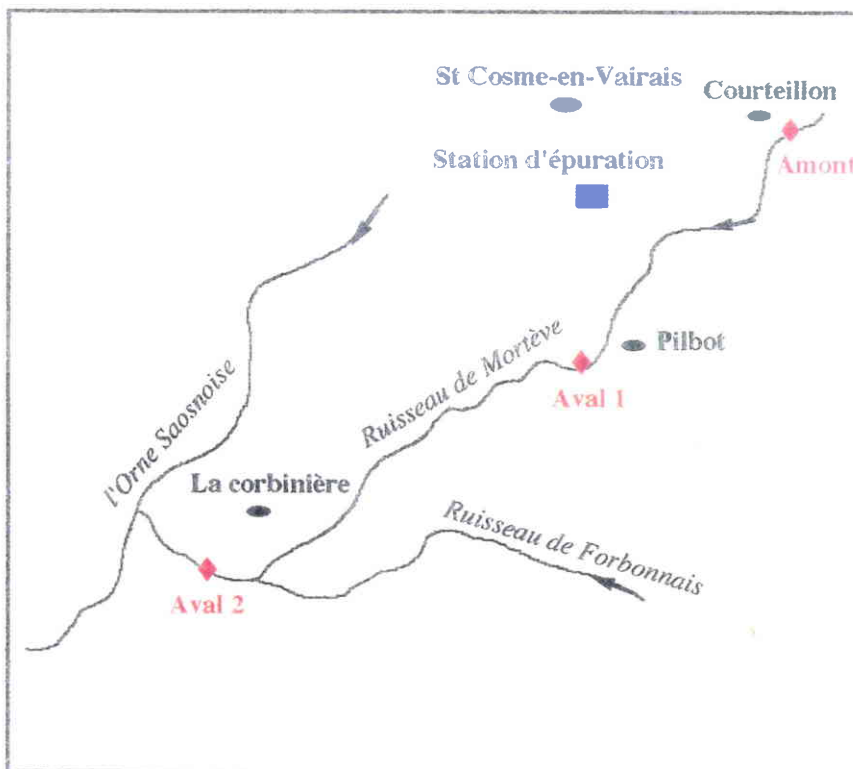 St Cosme-en-Vairais
Courteillon
Amont
Station d'épuration
Pilbot
Ruisseau de Mortève
Aval 1
l'Orne Saosnoise
La corbinière
Ruisseau de Forbonnais
Aval 2